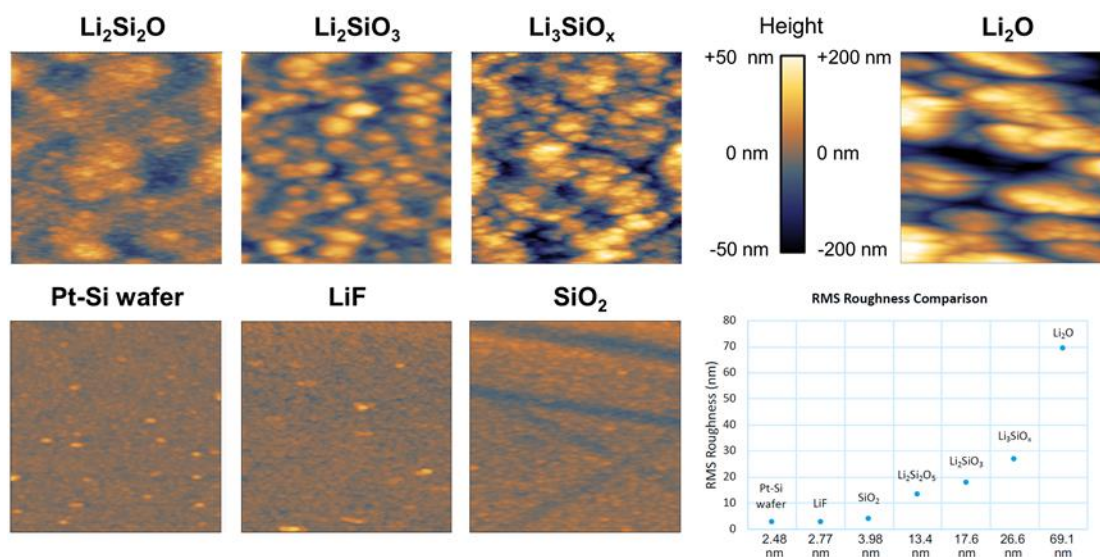 Li₂Si₂O
Li₂SiO₃
Li₃SiOₓ
Height
Li₂O
+50 nm
+200 nm
0 nm
0 nm
-50 nm
-200 nm
Pt-Si wafer
LiF
SiO₂
RMS Roughness Comparison
RMS Roughness (nm)
80
70
60
50
40
30
20
10
0
Pt-Si
wafer
LiF
SiO₂
Li₂Si₂O₅
Li₂SiO₃
Li₃SiOₓ
Li₂O
2.48
nm
2.77
nm
3.98
nm
13.4
nm
17.6
nm
26.6
nm
69.1
nm